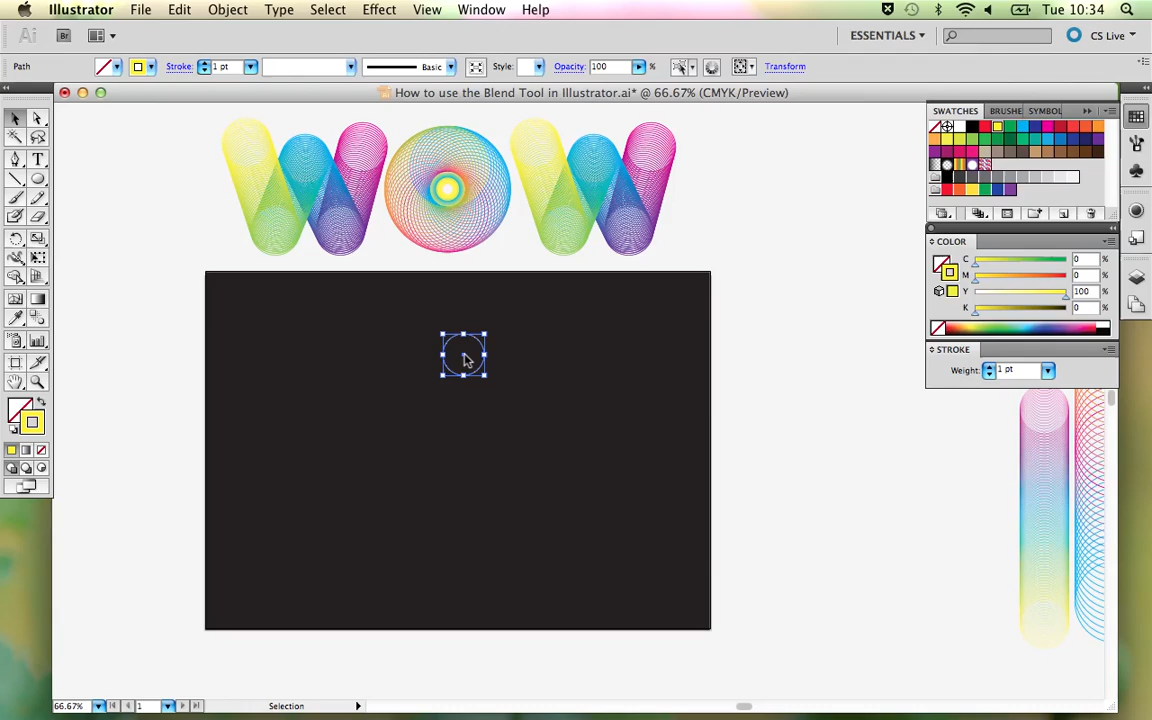 Illustrator File Edit Object Type Select Effect View Window Help Tue 10:34
Ai Br ESSENTIALS CS Live
Path Stroke: 1 pt Basic Style: Opacity: 100 % Transform
How to use the Blend Tool in Illustrator.ai* @ 66.67% (CMYK/Preview)
SWATCHES BRUSHE SYMBOL
T
COLOR
C 0 %
M 0 %
Y 100 %
K 0 %
STROKE
Weight: 1 pt
WOW
66.67% 1 Selection